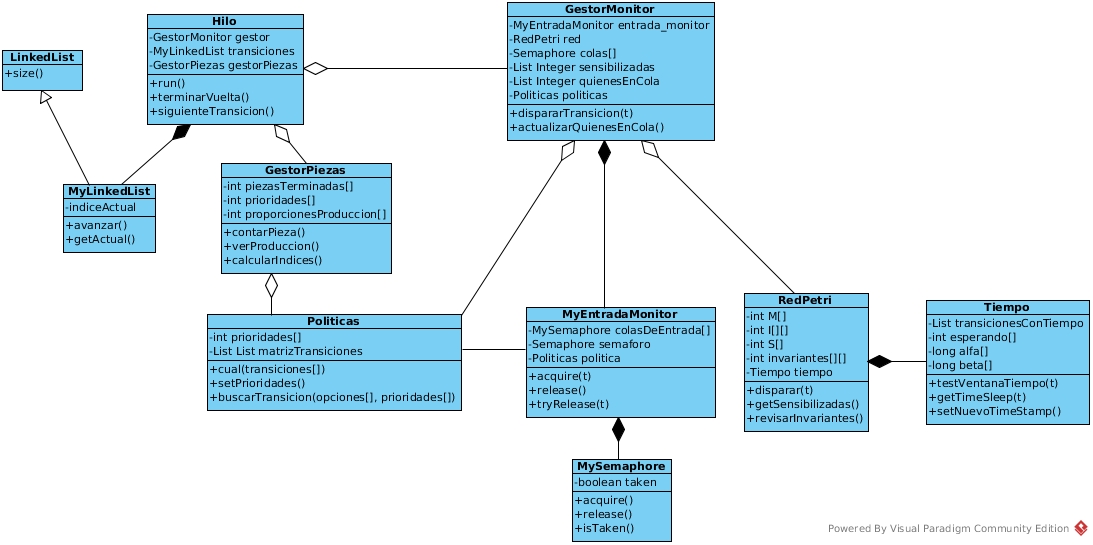 LinkedList
+size()
Hilo
-GestorMonitor gestor
-MyLinkedList transiciones
-GestorPiezas gestorPiezas
+run()
+terminarVuelta()
+siguienteTransicion()
GestorMonitor
-MyEntradaMonitor entrada_monitor
-RedPetri red
-Semaphore colas[]
-List Integer sensibilizadas
-List Integer quienesEnCola
-Politicas politicas
+dispararTransicion(t)
+actualizarQuienesEnCola()
MyLinkedList
-indiceActual
+avanzar()
+getActual()
GestorPiezas
-int piezasTerminadas[]
-int prioridades[]
-int proporcionesProduccion[]
+contarPieza()
+verProduccion()
+calcularIndices()
Politicas
-int prioridades[]
-List List matrizTransiciones
+cual(transiciones[])
+setPrioridades()
+buscarTransicion(opciones[], prioridades[])
MyEntradaMonitor
-MySemaphore colasDeEntrada[]
-Semaphore semaforo
-Politicas politica
+acquire(t)
+release()
+tryRelease(t)
RedPetri
-int M[]
-int I[][]
-int S[]
-int invariantes[][]
-Tiempo tiempo
+disparar(t)
+getSensibilizadas()
+revisarInvariantes()
Tiempo
-List transicionesConTiempo
-int esperando[]
-long alfa[]
-long beta[]
+testVentanaTiempo(t)
+getTimeSleep(t)
+setNuevoTimeStamp()
MySemaphore
-boolean taken
+acquire()
+release()
+isTaken()
Powered By Visual Paradigm Community Edition